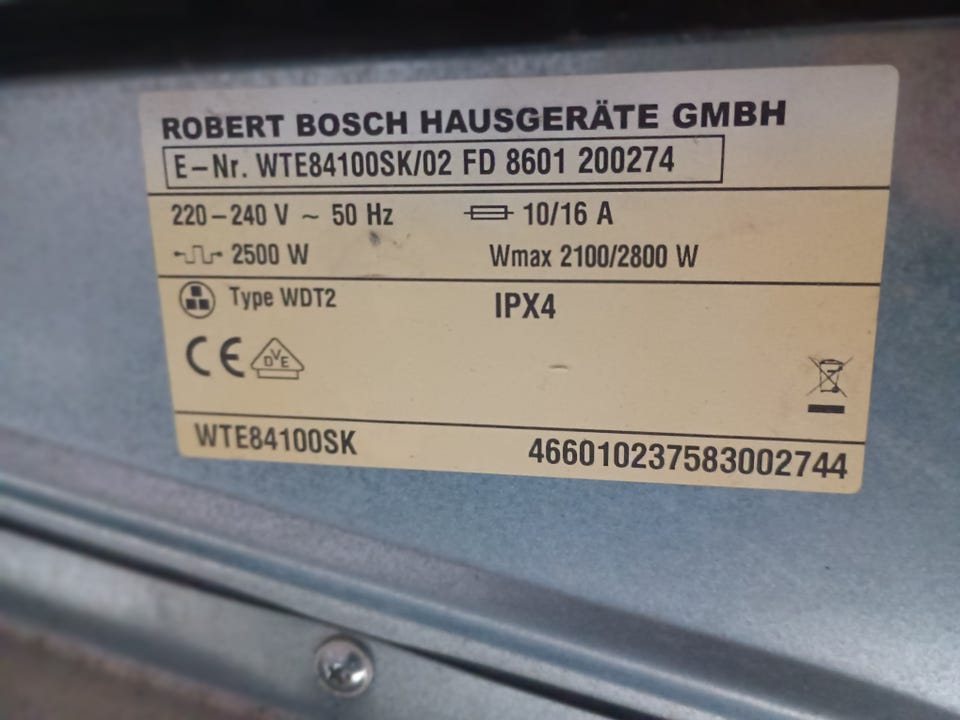 ROBERT BOSCH HAUSGERÄTE GMBH
E-Nr. WTE84100SK/02 FD 8601 200274
220-240 V ~ 50 Hz 10/16 A
2500 W Wmax 2100/2800 W
Type WDT2 IPX4
CE DVE
WTE84100SK 466010237583002744